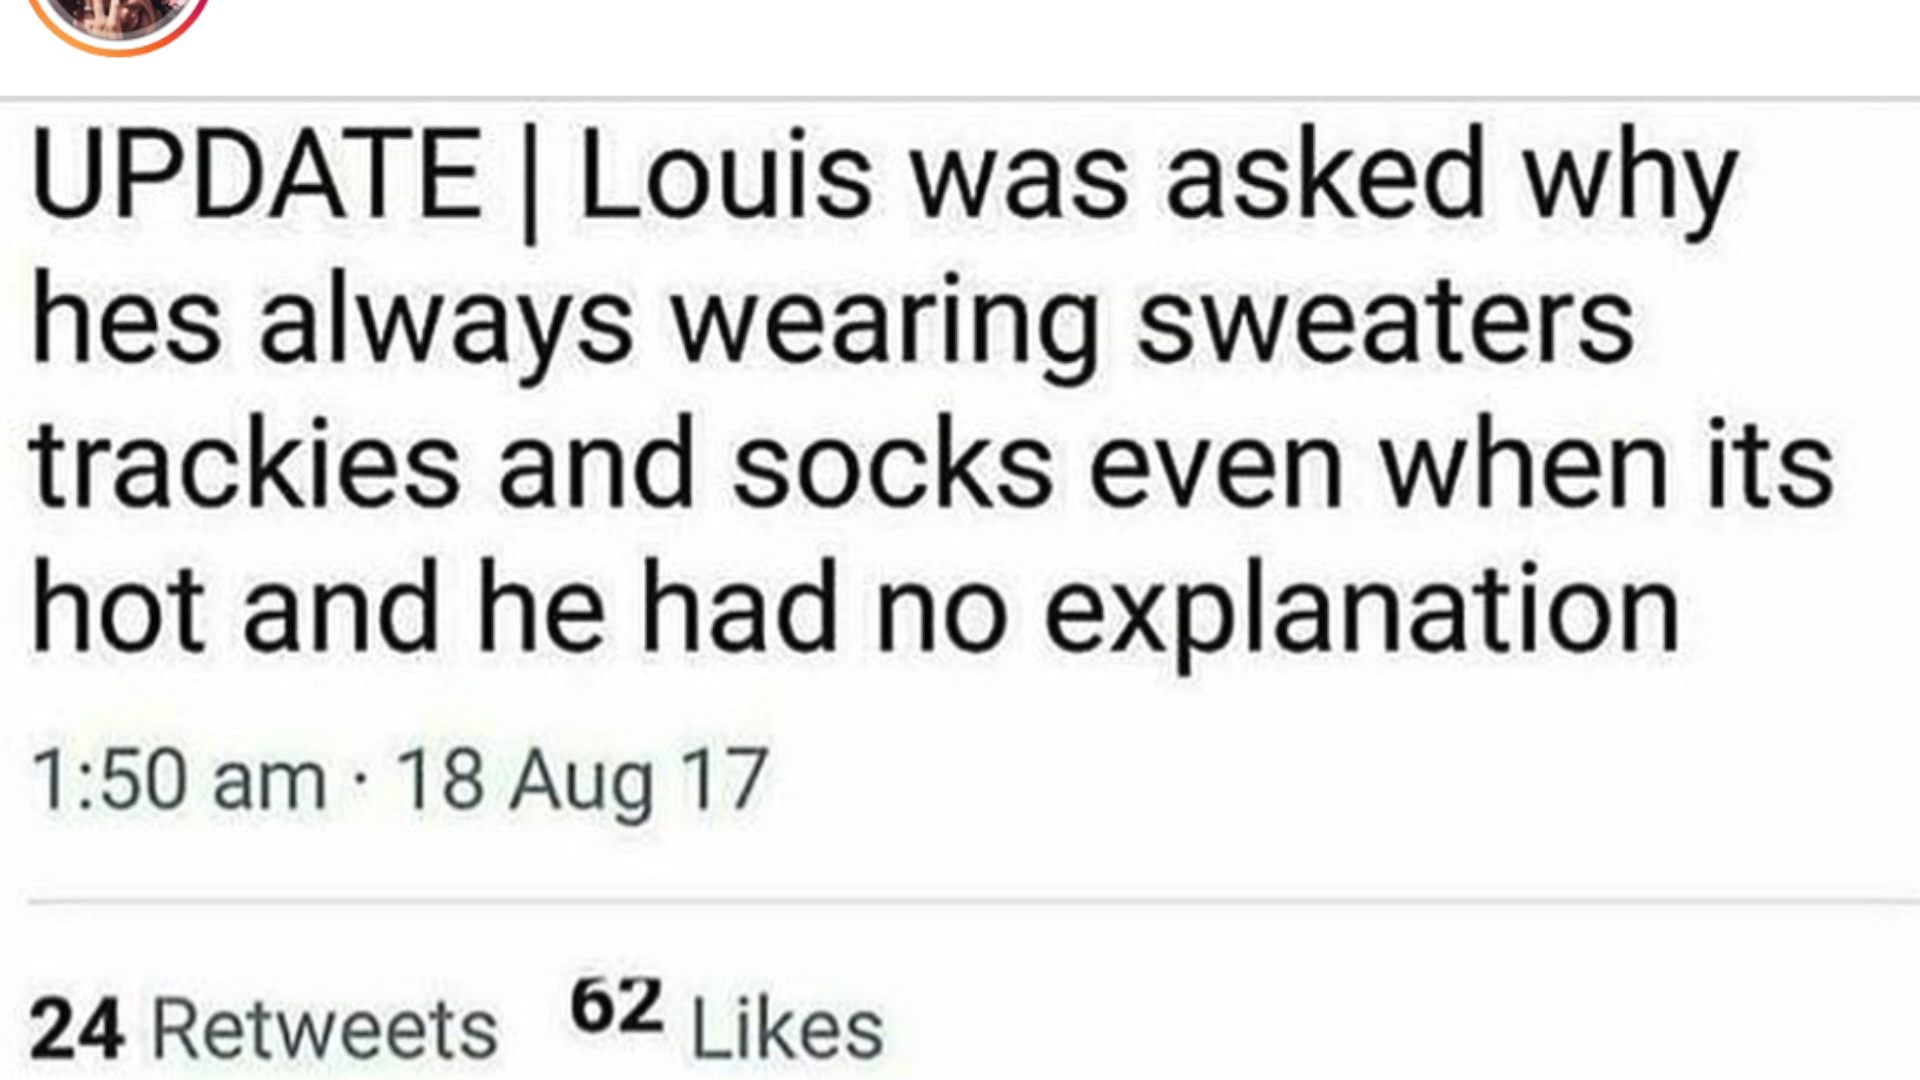 UPDATE | Louis was asked why
hes always wearing sweaters
trackies and socks even when its
hot and he had no explanation
1:50 am · 18 Aug 17
24 Retweets 62 Likes